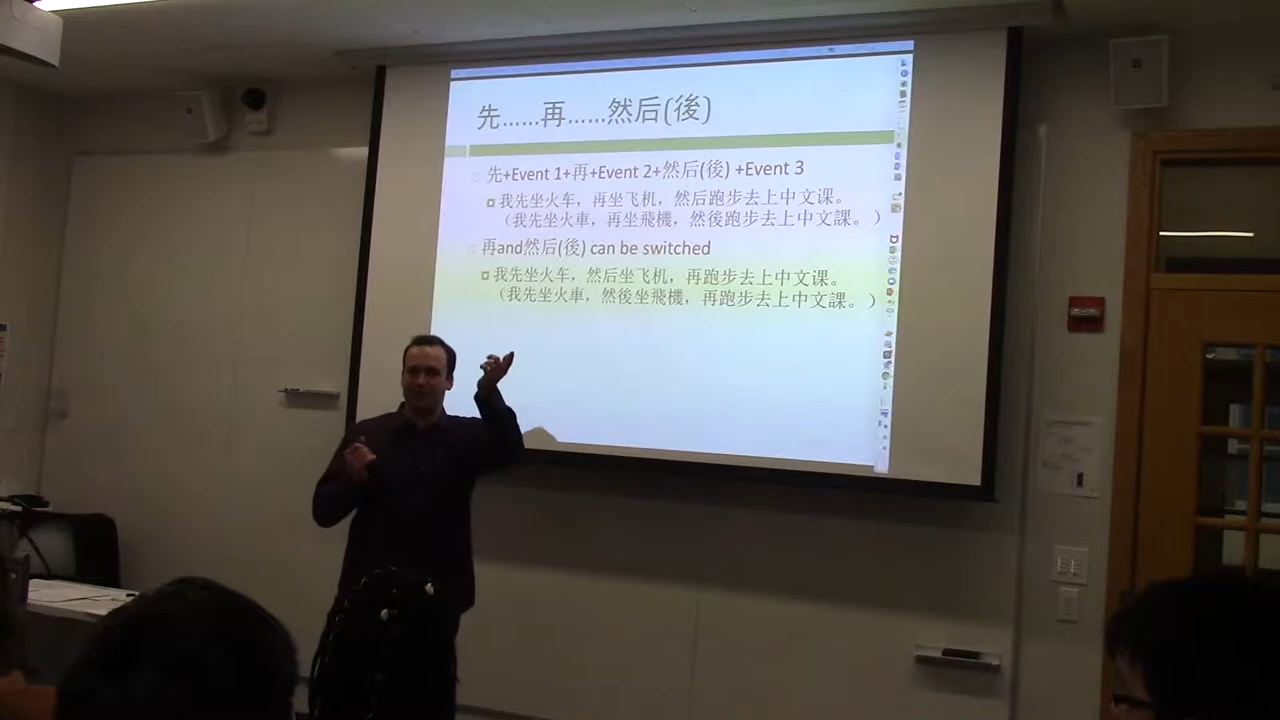 先……再……然后(後)
先+Event 1+再+Event 2+然后(後) +Event 3
我先坐火车，再坐飞机，然后跑步去上中文课。
（我先坐火車，再坐飛機，然後跑步去上中文課。）
再and然后(後) can be switched
我先坐火车，然后坐飞机，再跑步去上中文课。
（我先坐火車，然後坐飛機，再跑步去上中文課。）